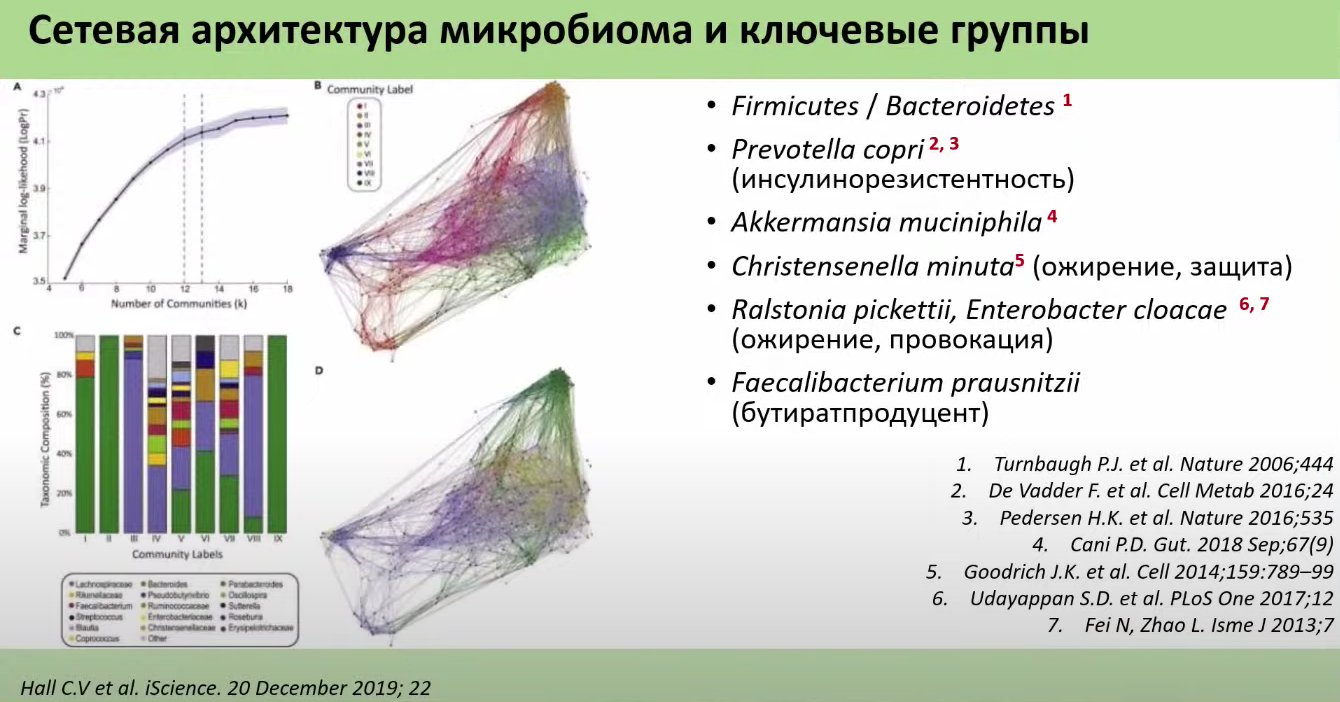 Сетевая архитектура микробиома и ключевые группы
A
4.3
4.1
3.9
3.7
3.5
Marginal log-likelihood (LogPr)
4 6 8 10 12 14 16 18
Number of Communities (k)
B Community Label
I
II
III
IV
V
VI
VII
VIII
IX
C
100%
80%
60%
40%
20%
0%
Taxonomic Composition (%)
I II III IV V VI VII VIII IX
Community Labels
Lachnospiraceae Bacteroides Parabacteroides
Rikenellaceae Pseudobutyrivibrio Oscillospira
Faecalibacterium Ruminococcaceae Sutterella
Streptococcus Enterobacteriaceae Roseburia
Blautia Christensenellaceae Erysipelotrichaceae
Coprococcus Other
D
• Firmicutes / Bacteroidetes 1
• Prevotella copri 2, 3
(инсулинорезистентность)
• Akkermansia muciniphila 4
• Christensenella minuta5 (ожирение, защита)
• Ralstonia pickettii, Enterobacter cloacae 6, 7
(ожирение, провокация)
• Faecalibacterium prausnitzii
(бутиратпродуцент)
1. Turnbaugh P.J. et al. Nature 2006;444
2. De Vadder F. et al. Cell Metab 2016;24
3. Pedersen H.K. et al. Nature 2016;535
4. Cani P.D. Gut. 2018 Sep;67(9)
5. Goodrich J.K. et al. Cell 2014;159:789–99
6. Udayappan S.D. et al. PLoS One 2017;12
7. Fei N, Zhao L. Isme J 2013;7
Hall C.V et al. iScience. 20 December 2019; 22